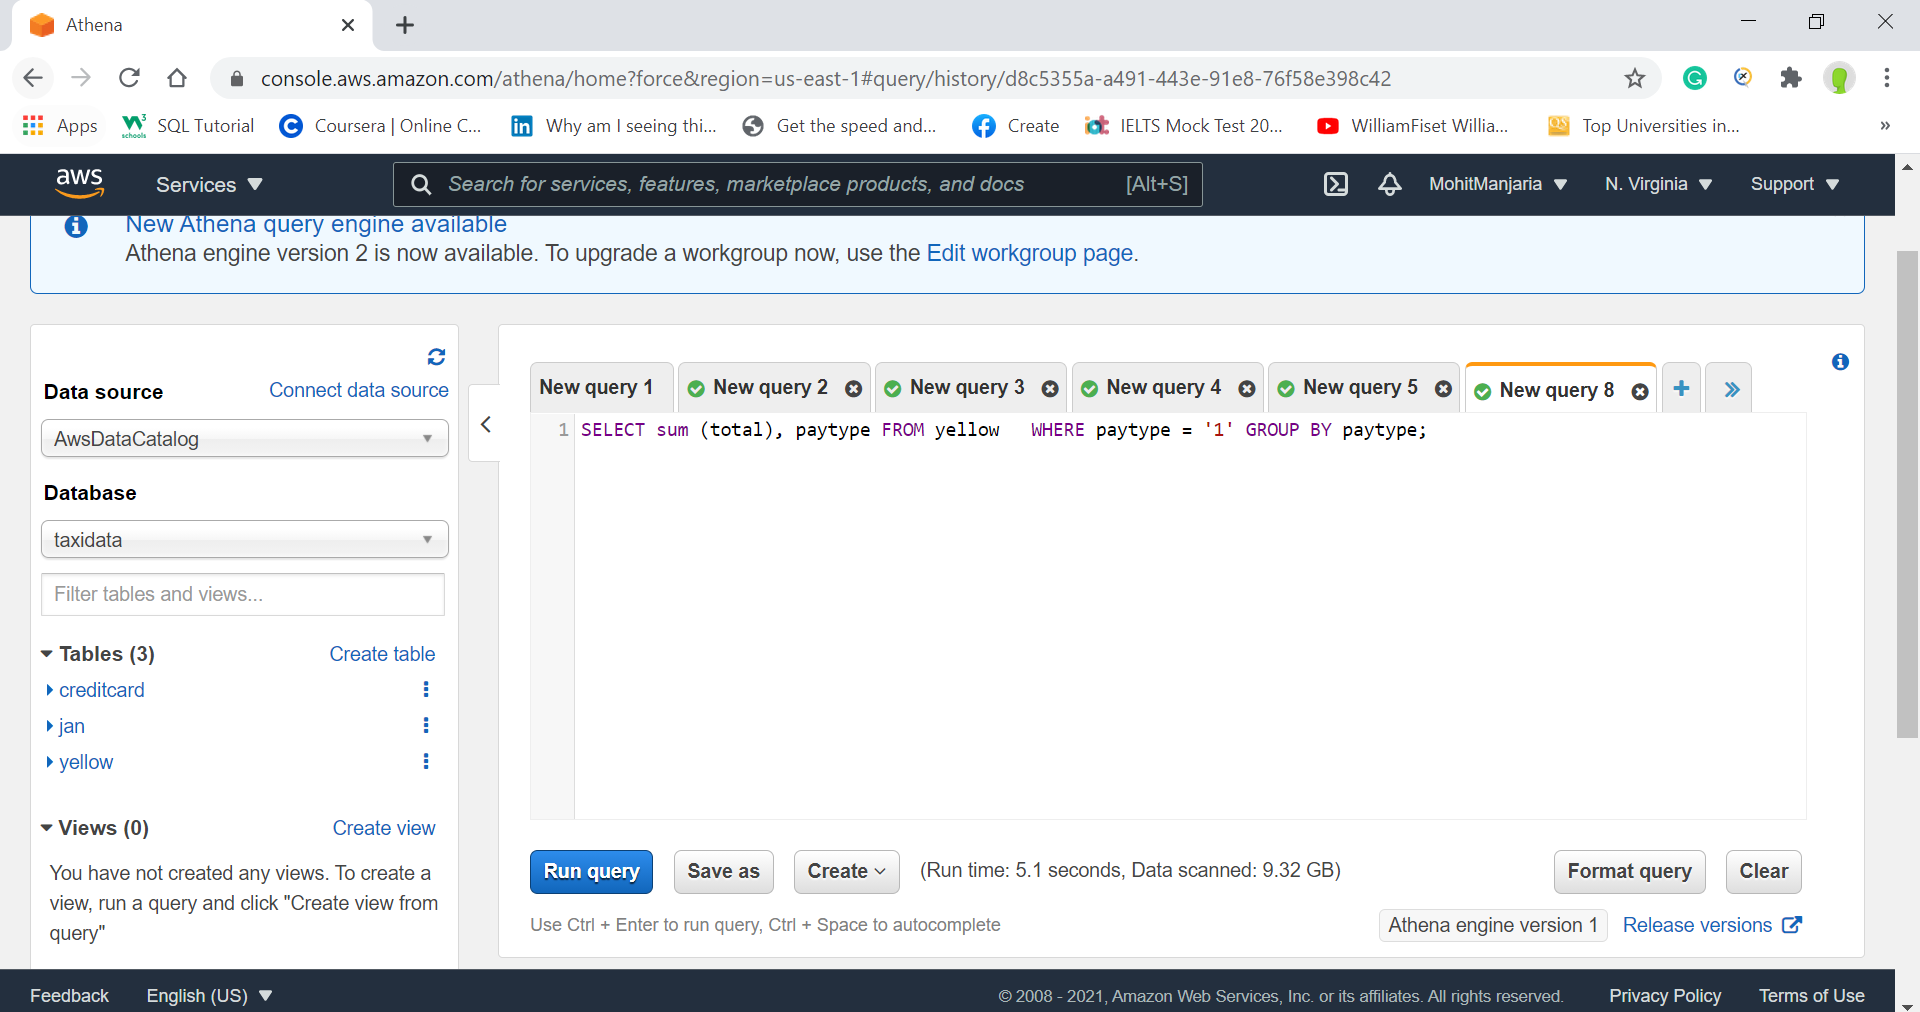 Athena
console.aws.amazon.com/athena/home?force&region=us-east-1#query/history/d8c5355a-a491-443e-91e8-76f58e398c42
Apps SQL Tutorial Coursera | Online C... Why am I seeing thi... Get the speed and... Create IELTS Mock Test 20... WilliamFiset Willia... Top Universities in... »
aws Services Search for services, features, marketplace products, and docs [Alt+S] MohitManjaria N. Virginia Support
New Athena query engine available
Athena engine version 2 is now available. To upgrade a workgroup now, use the Edit workgroup page.
Data source Connect data source
AwsDataCatalog
Database
taxidata
Filter tables and views...
Tables (3) Create table
creditcard
jan
yellow
Views (0) Create view
You have not created any views. To create a
view, run a query and click "Create view from
query"
New query 1 New query 2 New query 3 New query 4 New query 5 New query 8 + »
1 SELECT sum (total), paytype FROM yellow WHERE paytype = '1' GROUP BY paytype;
Run query Save as Create (Run time: 5.1 seconds, Data scanned: 9.32 GB) Format query Clear
Use Ctrl + Enter to run query, Ctrl + Space to autocomplete Athena engine version 1 Release versions
Feedback English (US) © 2008 - 2021, Amazon Web Services, Inc. or its affiliates. All rights reserved. Privacy Policy Terms of Use